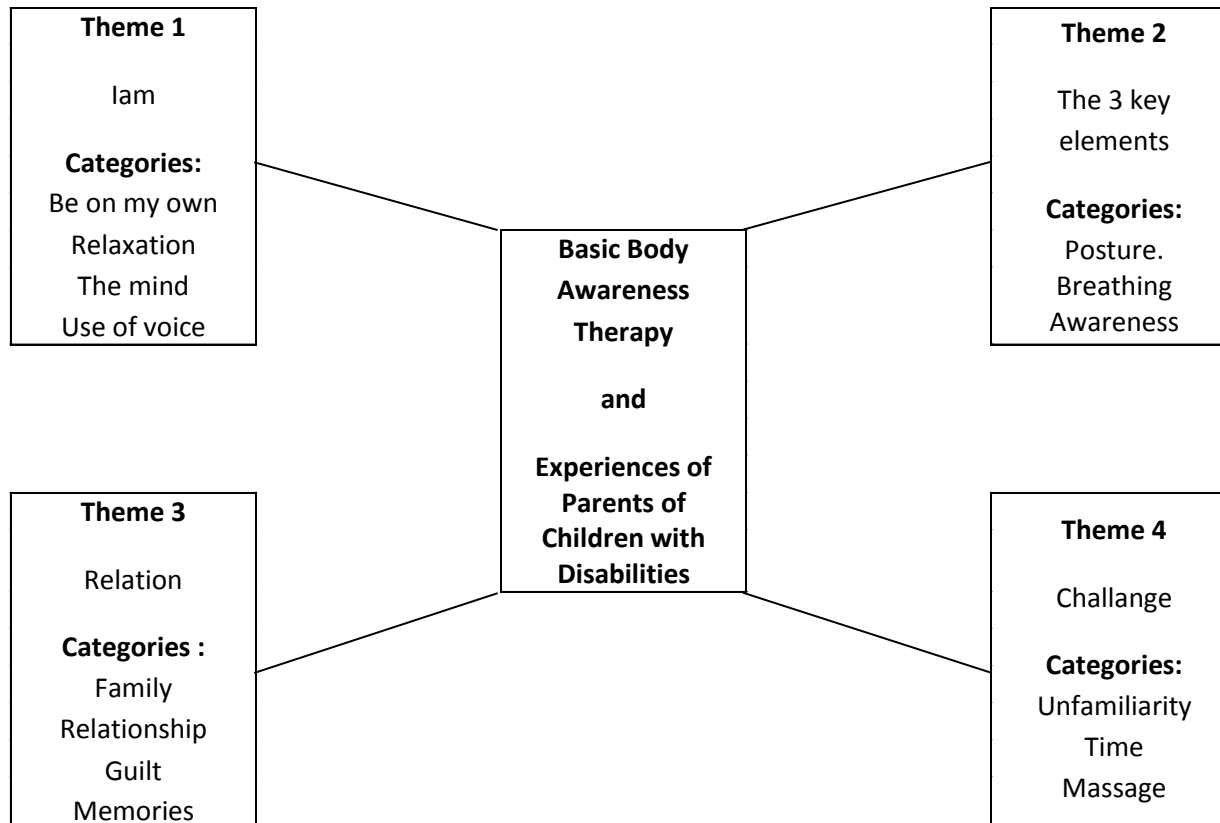 Theme 1
Iam
Categories:
Be on my own
Relaxation
The mind
Use of voice
Theme 2
The 3 key
elements
Categories:
Posture.
Breathing
Awareness
Basic Body
Awareness
Therapy
and
Experiences of
Parents of
Children with
Disabilities
Theme 3
Relation
Categories :
Family
Relationship
Guilt
Memories
Theme 4
Challange
Categories:
Unfamiliarity
Time
Massage